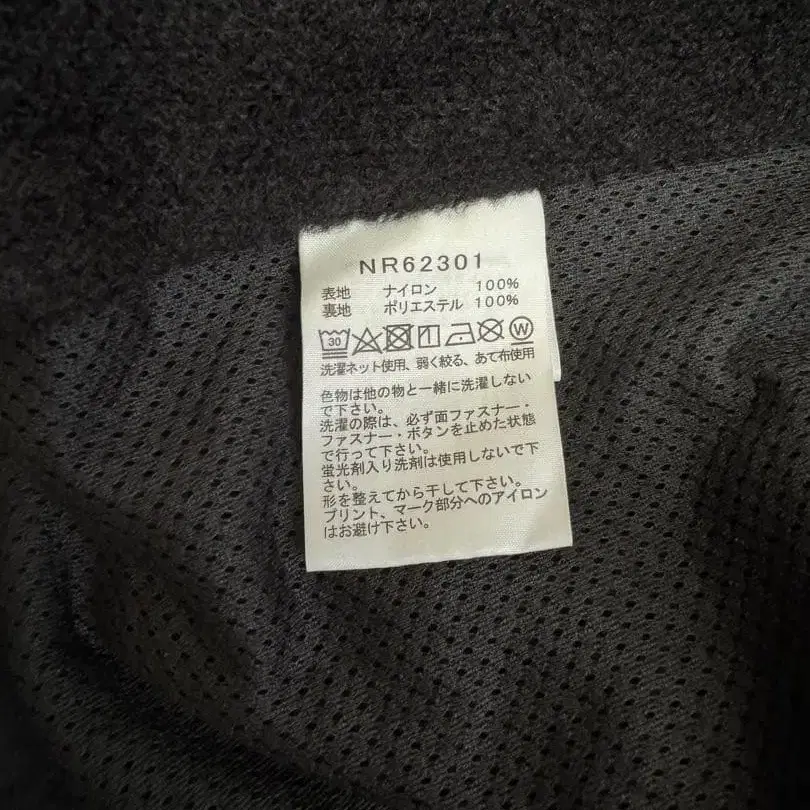 NR62301
表地 ナイロン 100%
裏地 ポリエステル 100%
30 W
洗濯ネット使用、弱く絞る、あて布使用
色物は他の物と一緒に洗濯しない
で下さい。
洗濯の際は、必ず面ファスナー・
ファスナー・ボタンを止めた状態
で行って下さい。
蛍光剤入り洗剤は使用しないで下
さい。
形を整えてから干して下さい。
プリント、マーク部分へのアイロン
はお避け下さい。